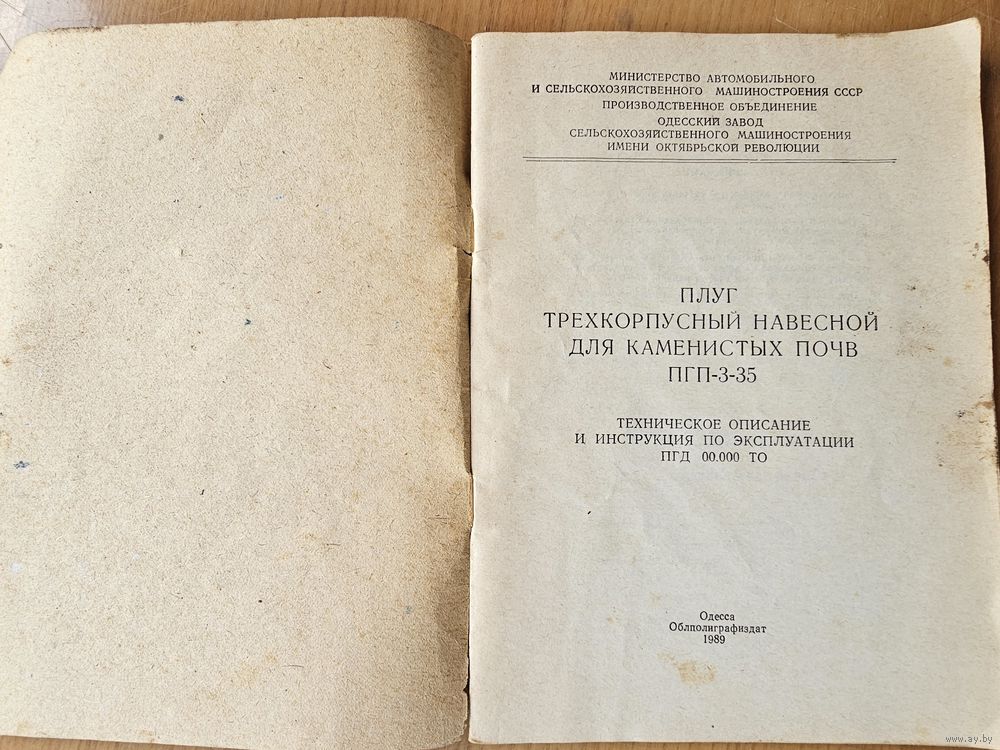 МИНИСТЕРСТВО АВТОМОБИЛЬНОГО
И СЕЛЬСКОХОЗЯЙСТВЕННОГО МАШИНОСТРОЕНИЯ СССР
ПРОИЗВОДСТВЕННОЕ ОБЪЕДИНЕНИЕ
ОДЕССКИЙ ЗАВОД
СЕЛЬСКОХОЗЯЙСТВЕННОГО МАШИНОСТРОЕНИЯ
ИМЕНИ ОКТЯБРЬСКОЙ РЕВОЛЮЦИИ
ПЛУГ
ТРЕХКОРПУСНЫЙ НАВЕСНОЙ
ДЛЯ КАМЕНИСТЫХ ПОЧВ
ПГП-3-35
ТЕХНИЧЕСКОЕ ОПИСАНИЕ
И ИНСТРУКЦИЯ ПО ЭКСПЛУАТАЦИИ
ПГД 00.000 ТО
Одесса
Облполиграфиздат
1989
www.ay.by